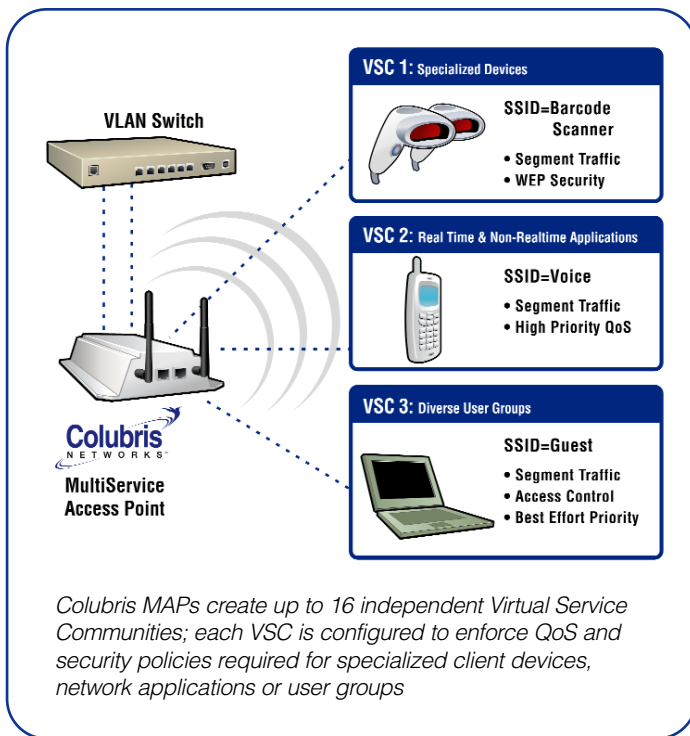 VLAN Switch
Colubris
NETWORKS™
MultiService
Access Point
VSC 1: Specialized Devices
SSID=Barcode
Scanner
• Segment Traffic
• WEP Security
VSC 2: Real Time & Non-Realtime Applications
SSID=Voice
• Segment Traffic
• High Priority QoS
VSC 3: Diverse User Groups
SSID=Guest
• Segment Traffic
• Access Control
• Best Effort Priority
Colubris MAPs create up to 16 independent Virtual Service
Communities; each VSC is configured to enforce QoS and
security policies required for specialized client devices,
network applications or user groups